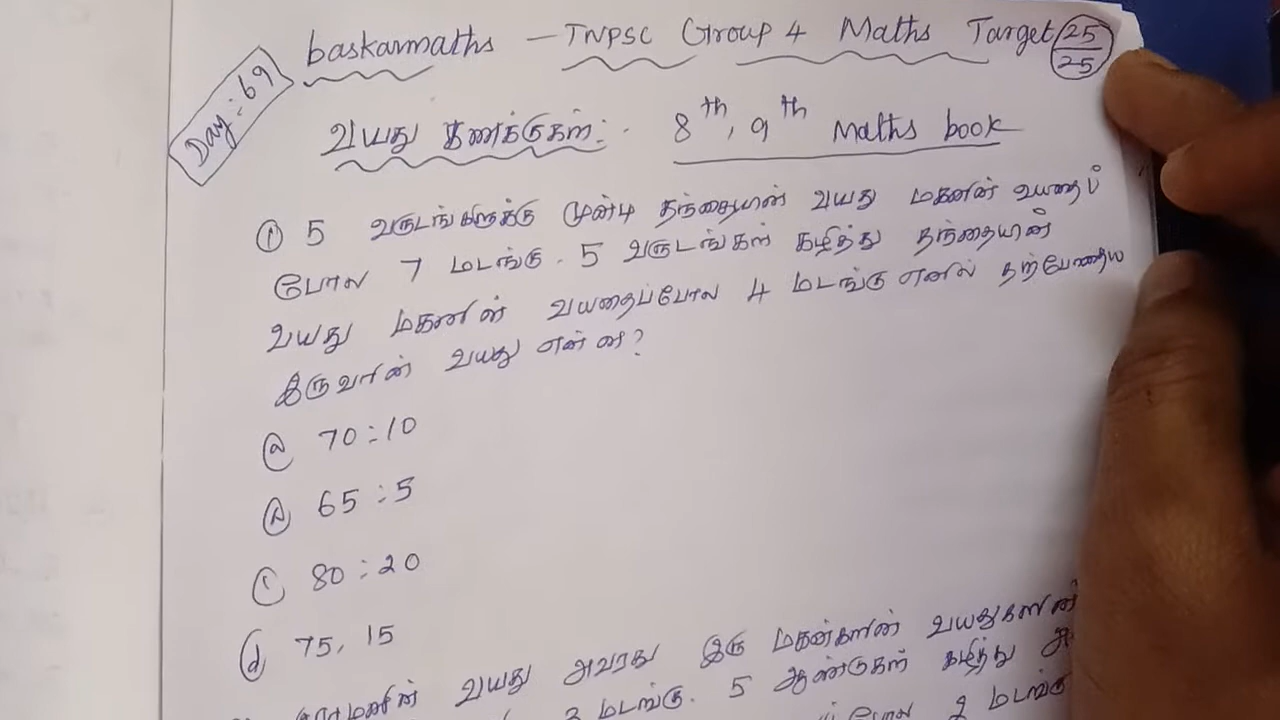 baskarmaths - TNPSC Group 4 Maths Target 25/25
Day: 69
வயது கணக்குகள்: 8th, 9th Maths book
① 5 வருடங்களுக்கு முன்பு தந்தையின் வயது மகனின் வயதைப்
போல 7 மடங்கு. 5 வருடங்கள் கழித்து தந்தையின்
வயது மகனின் வயதைப்போல 4 மடங்கு எனில் தற்போதைய
இருவரின் வயது என்ன?
ⓐ 70:10
65:5
80:20
ⓓ 75, 15
வயது அவரது இரு மகன்களின் வயதுகளின்
3 மடங்கு. 5 ஆண்டுகள் கழித்து
2 மடங்கு